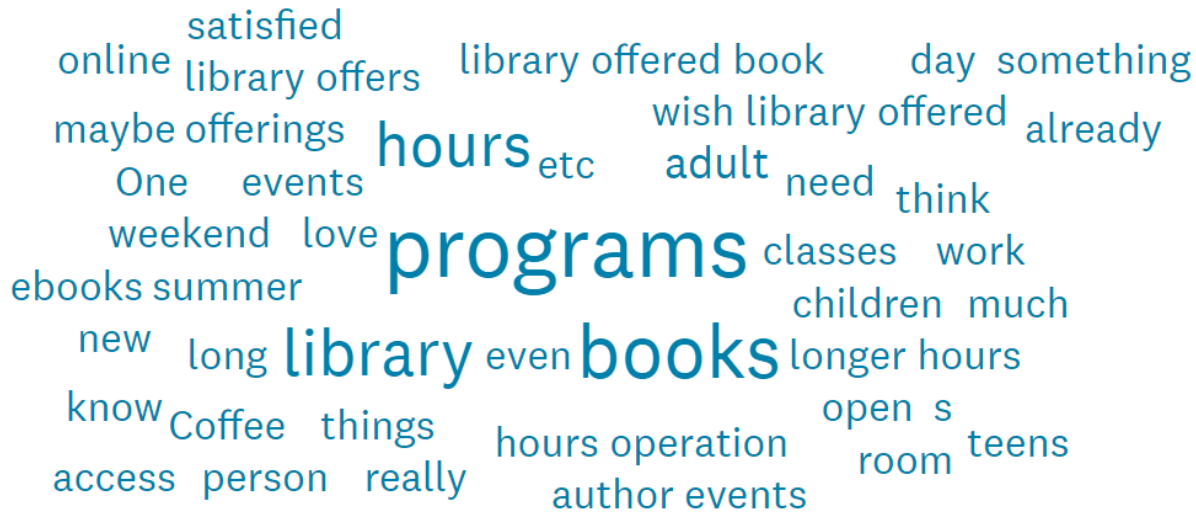 satisfied
online library offers library offered book day something
maybe offerings hours etc wish library offered already
One events adult need think
weekend love programs classes work
ebooks summer children much
new long library even books longer hours
know Coffee things hours operation open s teens
access person really author events room